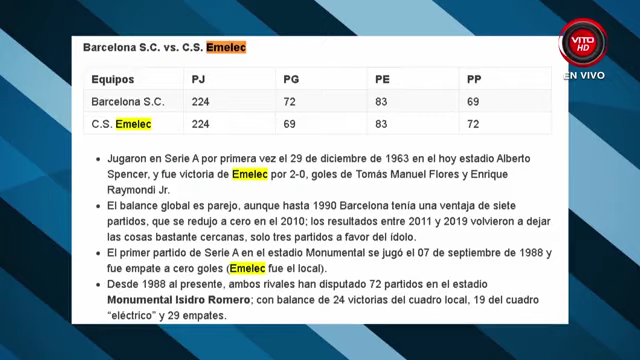 Barcelona S.C. vs. C.S. Emelec
VITO
HD
EN VIVO
Equipos PJ PG PE PP
Barcelona S.C. 224 72 83 69
C.S. Emelec 224 69 83 72
• Jugaron en Serie A por primera vez el 29 de diciembre de 1963 en el hoy estadio Alberto
Spencer, y fue victoria de Emelec por 2-0, goles de Tomás Manuel Flores y Enrique
Raymondi Jr.
• El balance global es parejo, aunque hasta 1990 Barcelona tenía una ventaja de siete
partidos, que se redujo a cero en el 2010; los resultados entre 2011 y 2019 volvieron a dejar
las cosas bastante cercanas, solo tres partidos a favor del ídolo.
• El primer partido de Serie A en el estadio Monumental se jugó el 07 de septiembre de 1988 y
fue empate a cero goles (Emelec fue el local).
• Desde 1988 al presente, ambos rivales han disputado 72 partidos en el estadio
Monumental Isidro Romero; con balance de 24 victorias del cuadro local, 19 del cuadro
“eléctrico” y 29 empates.